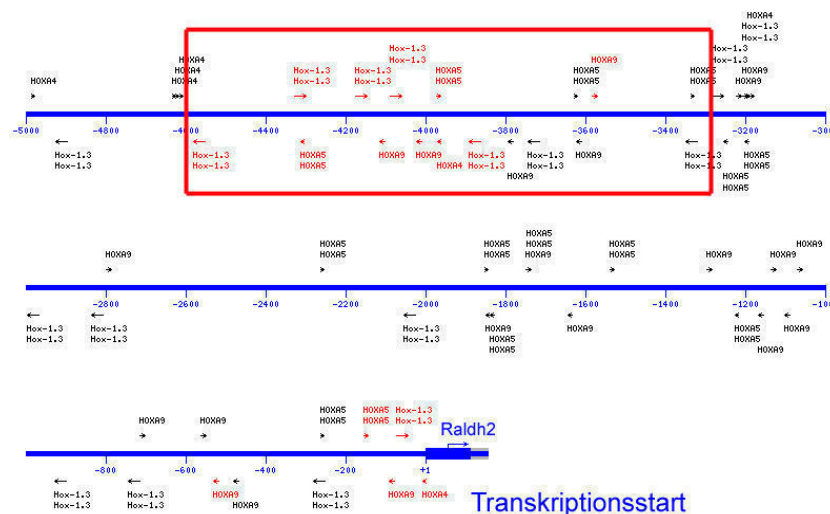 HOXA4
Hox-1.3
Hox-1.3 Hox-1.3
Hox-1.3 Hox-1.3
HOXA4 HOXA9
HOXA4 Hox-1.3 Hox-1.3 HOXA5 HOXA5 HOXA5 HOXA9
HOXA4 HOXA4 Hox-1.3 Hox-1.3 HOXA5 HOXA5 HOXA5 HOXA9
-5000 -4800 -4600 -4400 -4200 -4000 -3800 -3600 -3400 -3200 -300
Hox-1.3 Hox-1.3 HOXA5 HOXA9 HOXA9 Hox-1.3 Hox-1.3 HOXA9 Hox-1.3 HOXA5
Hox-1.3 Hox-1.3 HOXA5 HOXA4 Hox-1.3 Hox-1.3 Hox-1.3 HOXA5
HOXA9 HOXA5
HOXA5
HOXA5 HOXA5
HOXA5 HOXA5 HOXA5 HOXA5 HOXA9
HOXA9 HOXA5 HOXA5 HOXA9 HOXA5 HOXA9 HOXA9
-2800 -2600 -2400 -2200 -2000 -1800 -1600 -1400 -1200 -1000
Hox-1.3 Hox-1.3 Hox-1.3 HOXA9 HOXA9 HOXA5 HOXA9
Hox-1.3 Hox-1.3 Hox-1.3 HOXA5 HOXA5
HOXA5 HOXA9
HOXA5 HOXA5 Hox-1.3
HOXA9 HOXA9 HOXA5 HOXA5 Hox-1.3
Raldh2
-800 -600 -400 -200 +1
Hox-1.3 Hox-1.3 HOXA9 Hox-1.3 HOXA9 HOXA4
Hox-1.3 Hox-1.3 HOXA9 Hox-1.3
Transkriptionsstart